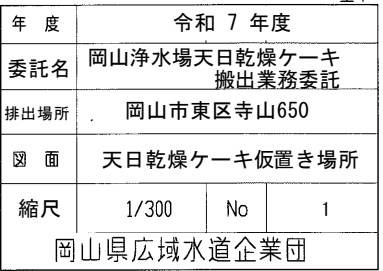 年度 令和 7 年度
委託名 岡山浄水場天日乾燥ケーキ
搬出業務委託
排出場所 岡山市東区寺山650
図面 天日乾燥ケーキ仮置き場所
縮尺 1/300 No 1
岡山県広域水道企業団